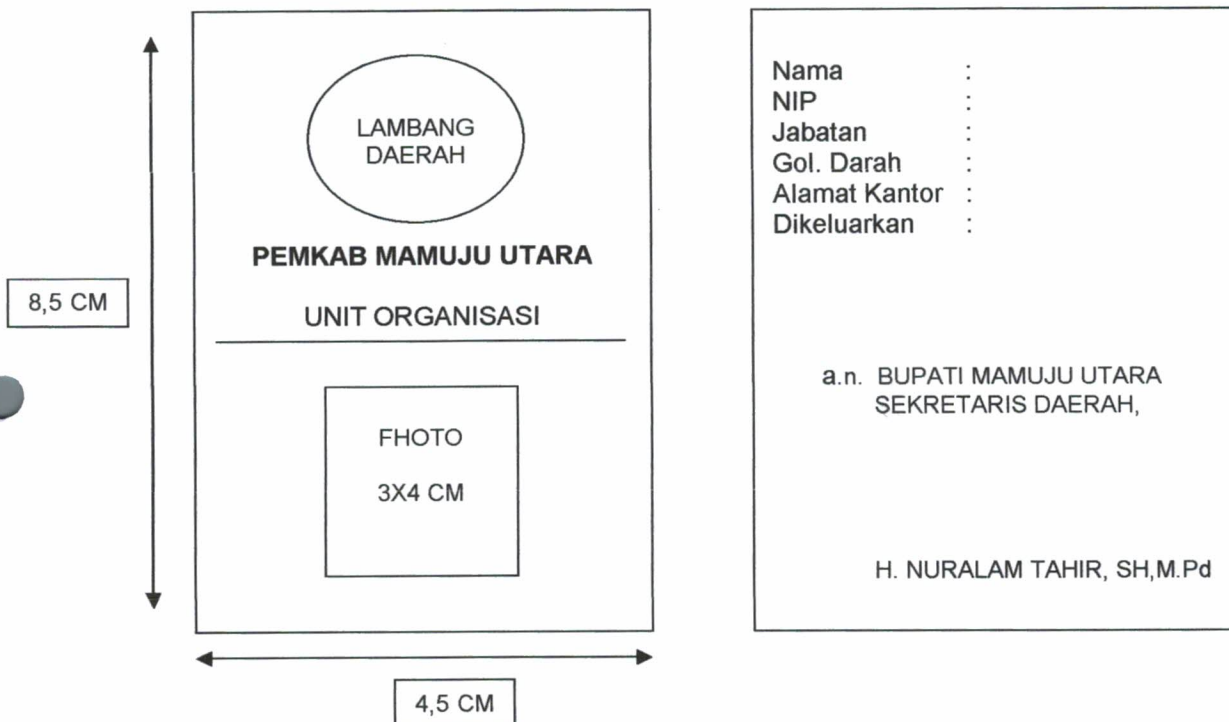 LAMBANG
DAERAH
PEMKAB MAMUJU UTARA
8,5 CM
UNIT ORGANISASI
FHOTO
3X4 CM
4,5 CM
Nama :
NIP :
Jabatan :
Gol. Darah :
Alamat Kantor :
Dikeluarkan :
a.n. BUPATI MAMUJU UTARA
SEKRETARIS DAERAH,
H. NURALAM TAHIR, SH,M.Pd